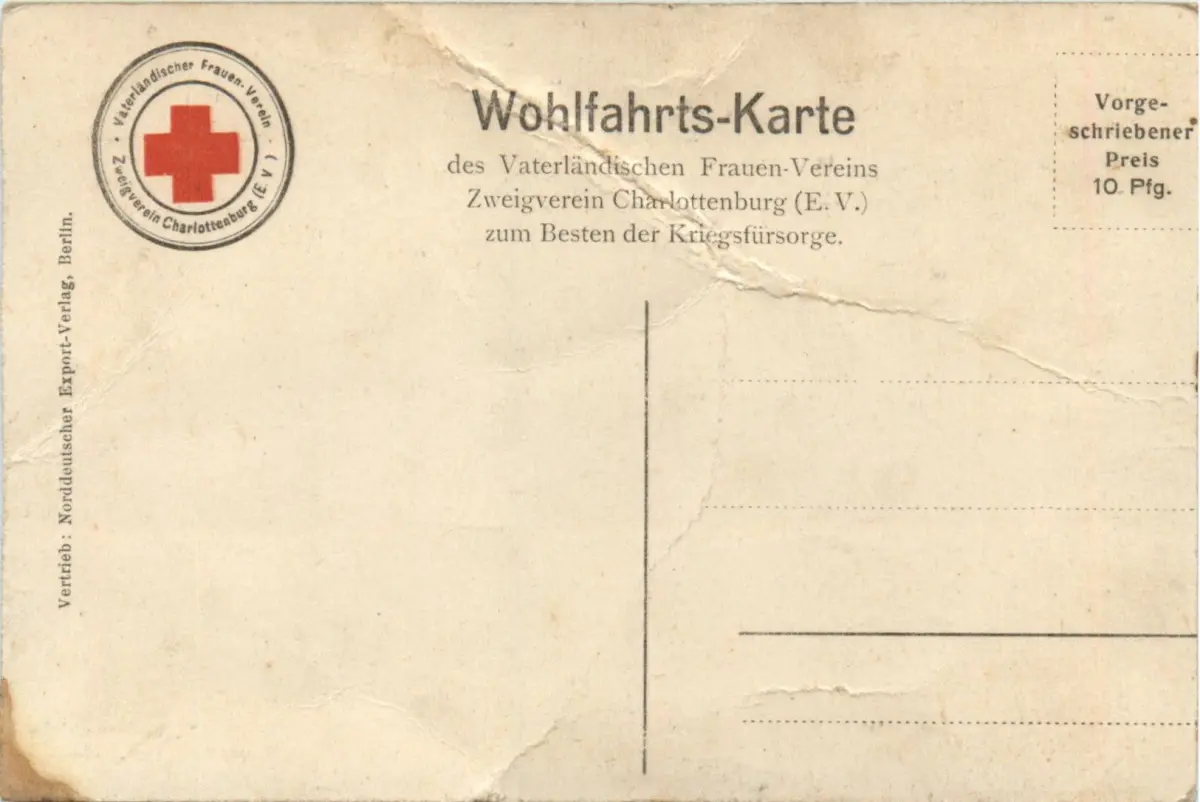 · Vaterländischer Frauen-Verein ·
Zweigverein Charlottenburg (E. V.)
Wohlfahrts-Karte
des Vaterländischen Frauen-Vereins
Zweigverein Charlottenburg (E. V.)
zum Besten der Kriegsfürsorge.
Vorge-
schriebener
Preis
10 Pfg.
Vertrieb: Norddeutscher Export-Verlag, Berlin.